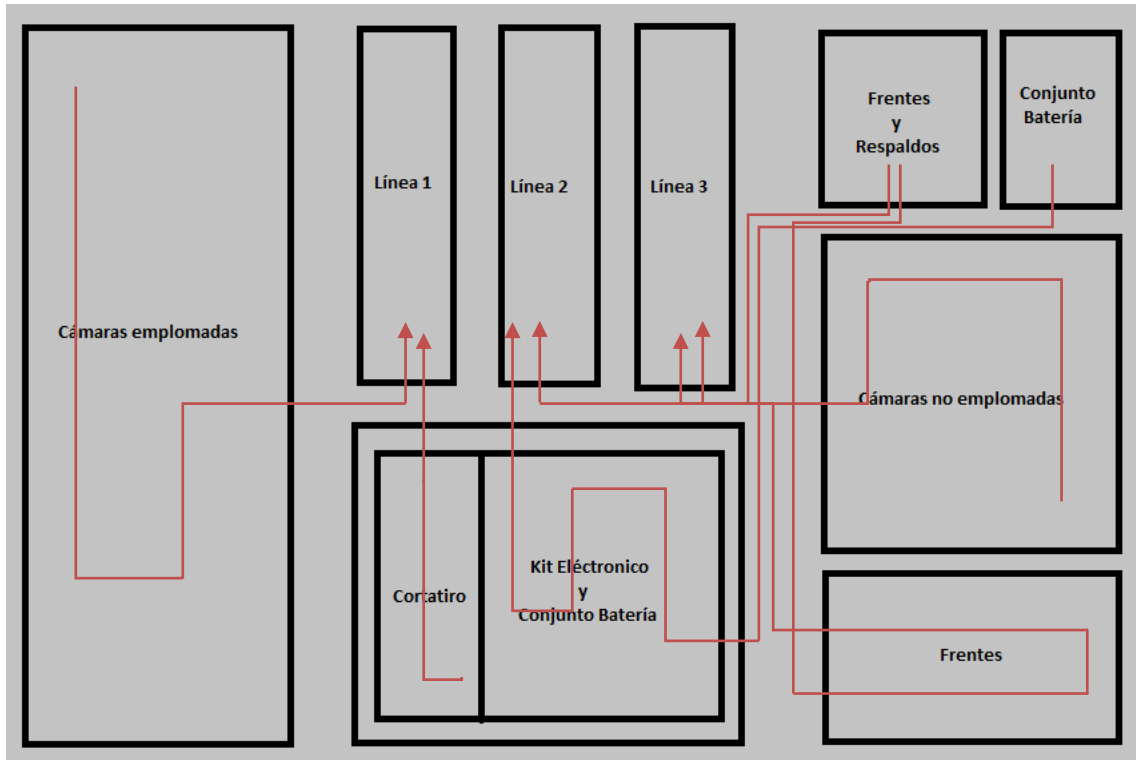 Cámaras emplomadas
Línea 1
Línea 2
Línea 3
Frentes
y
Respaldos
Conjunto
Batería
Cámaras no emplomadas
Cortatiro
Kit Eléctronico
y
Conjunto Batería
Frentes